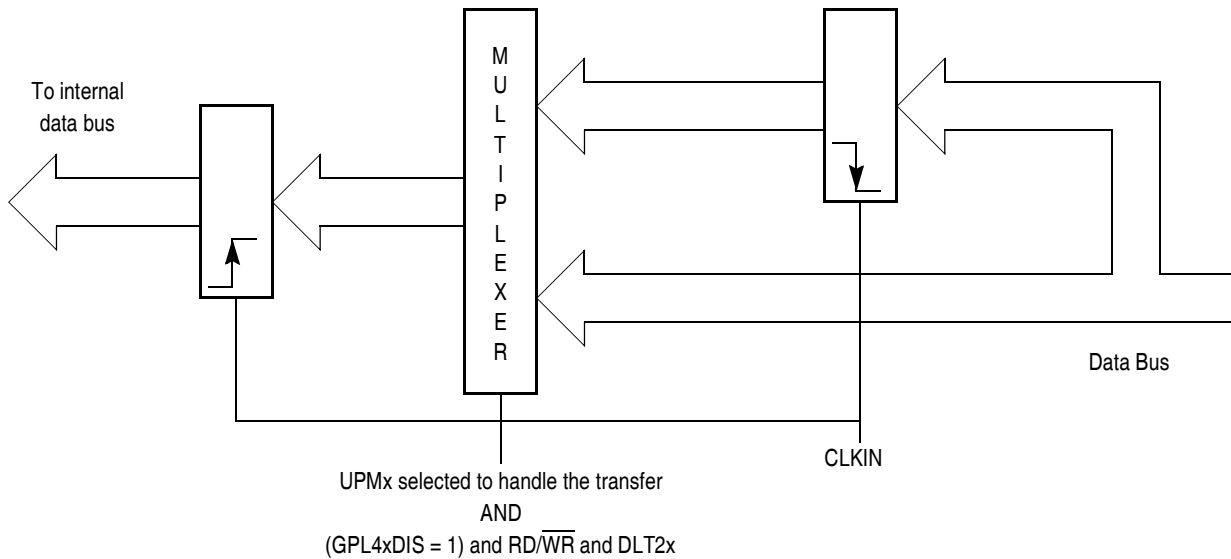 To internal
data bus
MULTIPLEXER
Data Bus
CLKIN
UPMx selected to handle the transfer
AND
(GPL4xDIS = 1) and RD/W̅R̅ and DLT2x